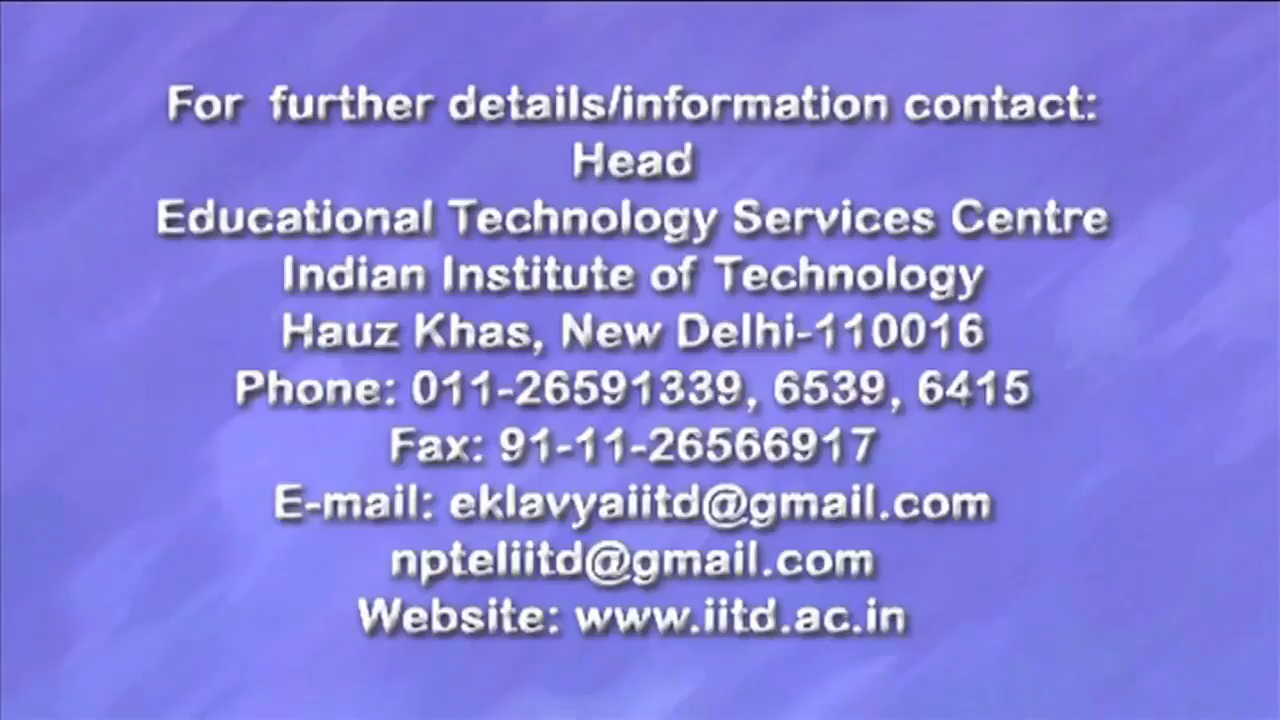 For further details/information contact:
Head
Educational Technology Services Centre
Indian Institute of Technology
Hauz Khas, New Delhi-110016
Phone: 011-26591339, 6539, 6415
Fax: 91-11-26566917
E-mail: eklavyaiitd@gmail.com
npteliitd@gmail.com
Website: www.iitd.ac.in